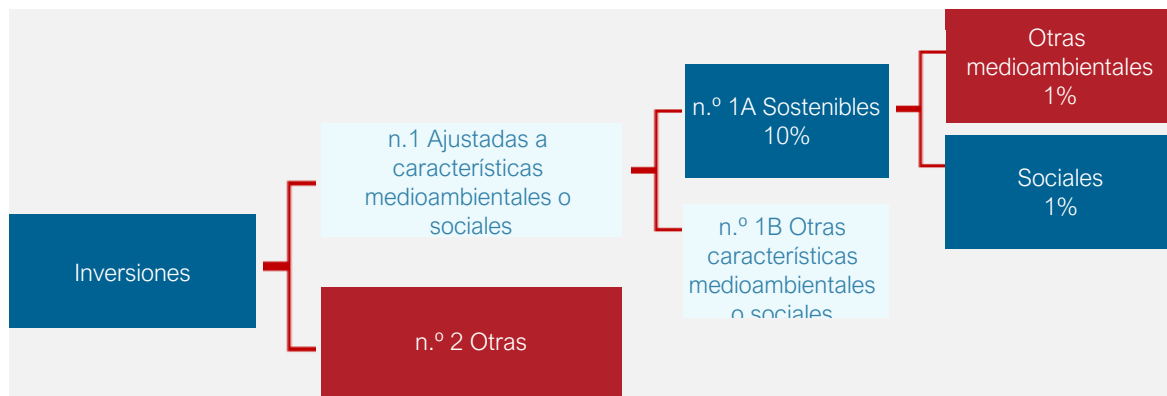 Inversiones
n.1 Ajustadas a
características
medioambientales o
sociales
n.º 2 Otras
n.º 1A Sostenibles
10%
n.º 1B Otras
características
medioambientales
o sociales
Otras
medioambientales
1%
Sociales
1%